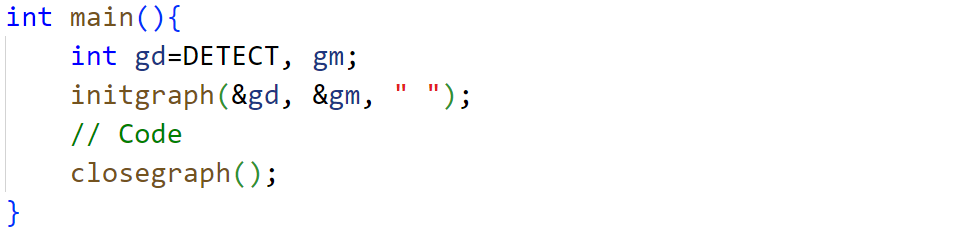 int main(){
    int gd=DETECT, gm;
    initgraph(&gd, &gm, " ");
    // Code
    closegraph();
}